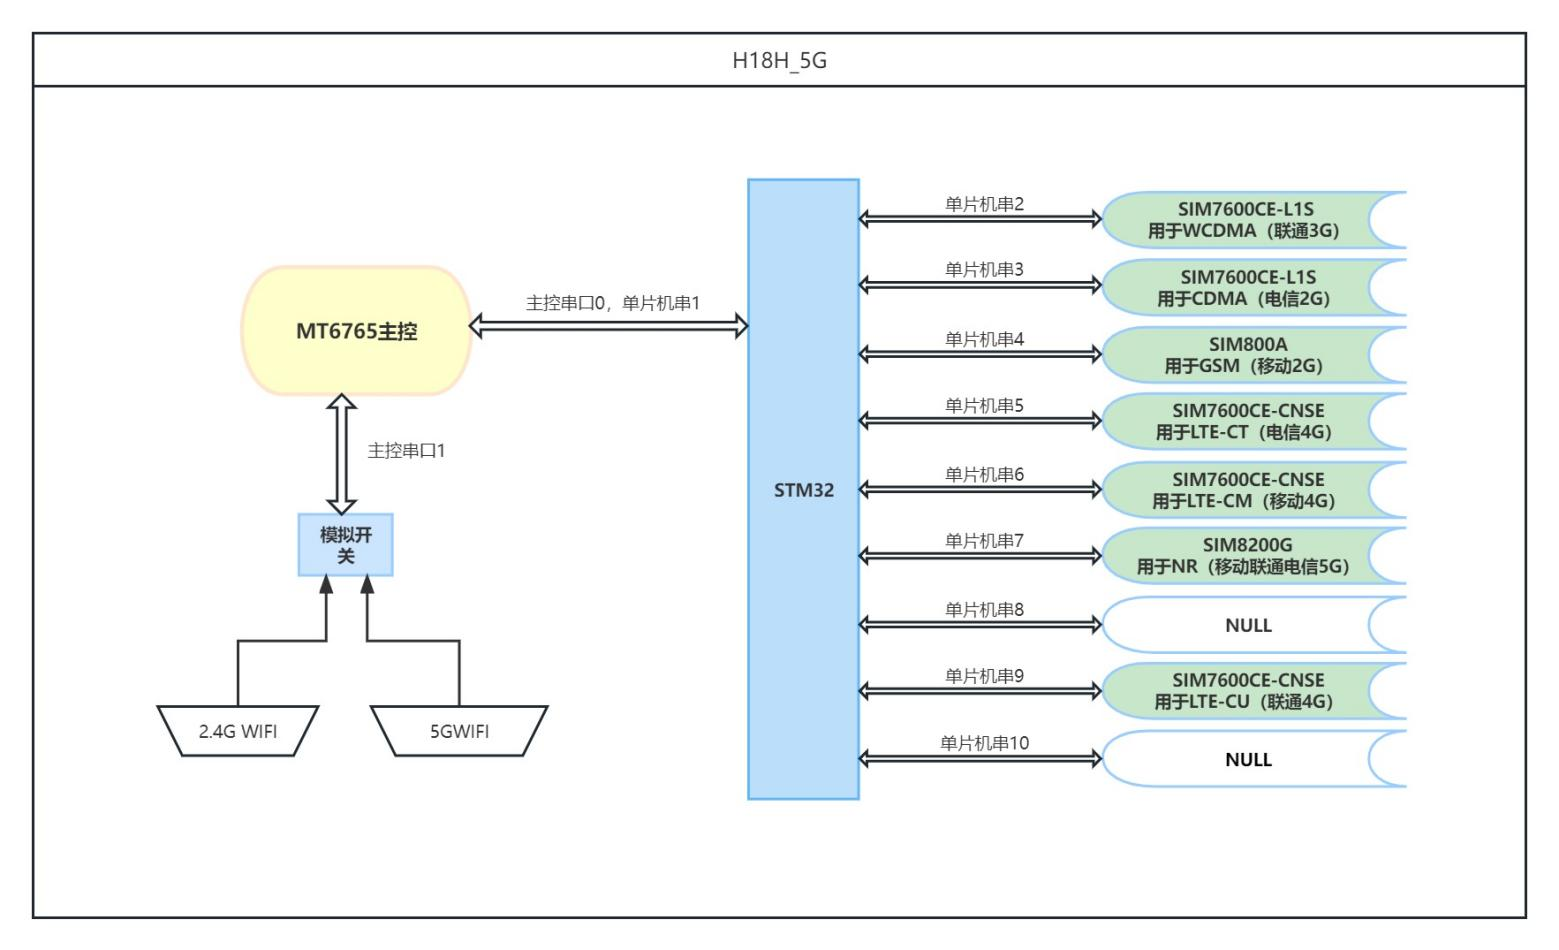 H18H_5G
MT6765主控
主控串口0，单片机串1
主控串口1
模拟开
关
2.4G WIFI
5GWIFI
STM32
单片机串2
SIM7600CE-L1S
用于WCDMA（联通3G）
单片机串3
SIM7600CE-L1S
用于CDMA（电信2G）
单片机串4
SIM800A
用于GSM（移动2G）
单片机串5
SIM7600CE-CNSE
用于LTE-CT（电信4G）
单片机串6
SIM7600CE-CNSE
用于LTE-CM（移动4G）
单片机串7
SIM8200G
用于NR（移动联通电信5G）
单片机串8
NULL
单片机串9
SIM7600CE-CNSE
用于LTE-CU（联通4G）
单片机串10
NULL